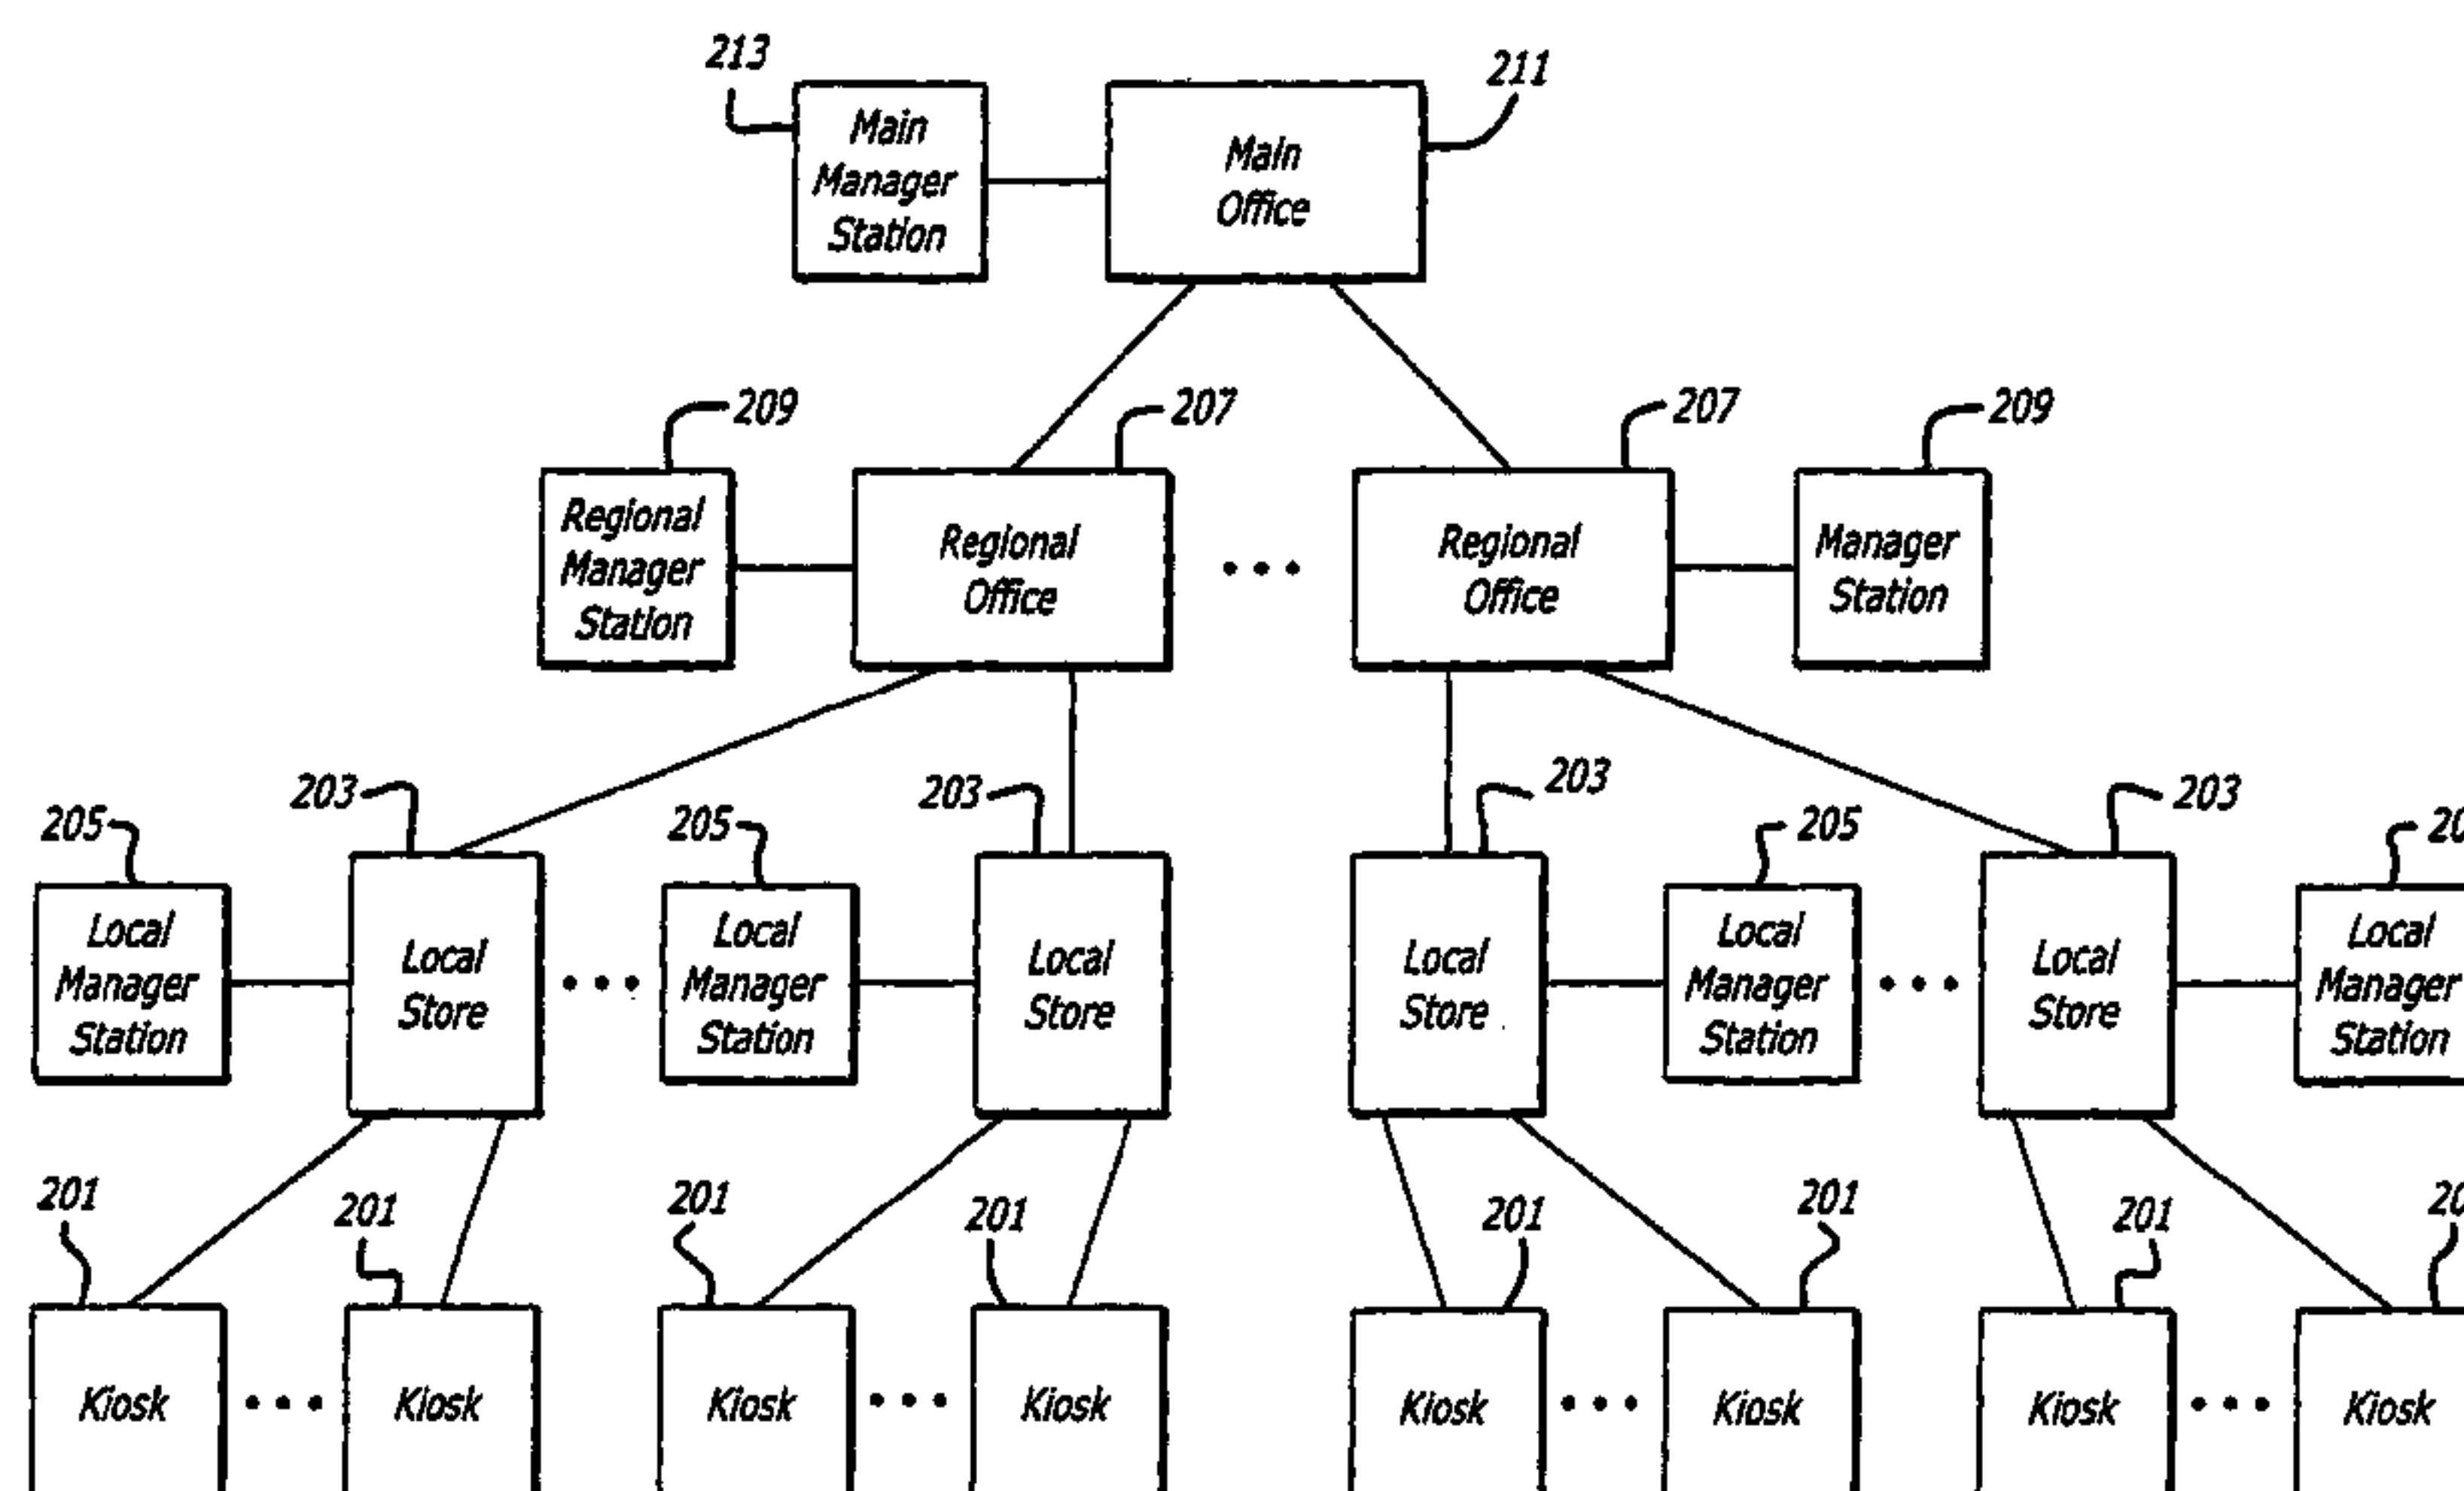 213
211
Main
Manager
Station
Main
Office
209
207
207
209
Regional
Manager
Station
Regional
Office
• • •
Regional
Office
Manager
Station
203
203
203
203
205
205
205
Local
Manager
Station
Local
Store
• • •
Local
Manager
Station
Local
Store
Local
Store
Local
Manager
Station
• • •
Local
Store
Local
Manager
Station
201
201
201
201
201
201
201
Kiosk
• • •
Kiosk
Kiosk
• • •
Kiosk
Kiosk
• • •
Kiosk
Kiosk
• • •
Kiosk